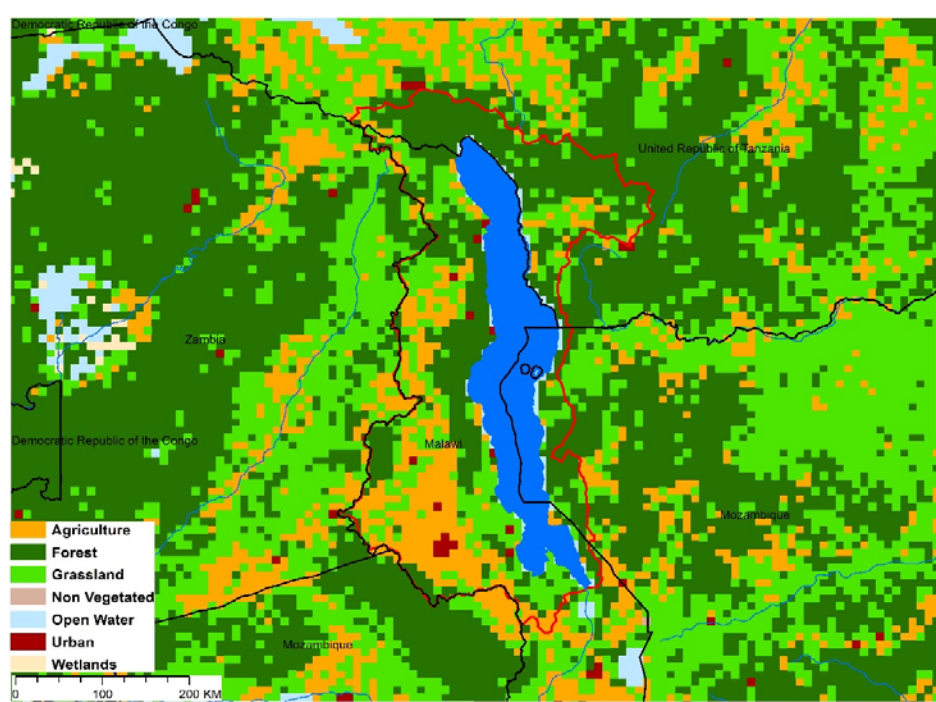 Democratic Republic of the Congo
United Republic of Tanzania
Zambia
Democratic Republic of the Congo
Malawi
Mozambique
Agriculture
Forest
Grassland
Non Vegetated
Open Water
Urban
Wetlands
Mozambique
0 100 200 KM